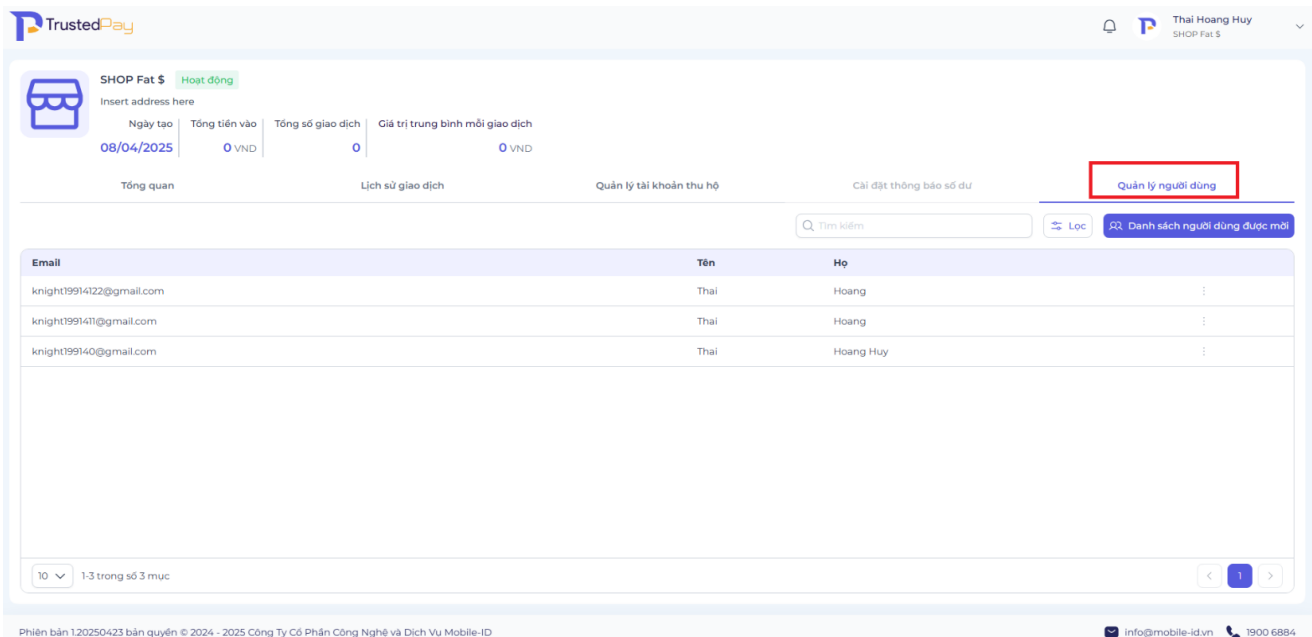 TrustedPay
Thai Hoang Huy
SHOP Fat $
SHOP Fat $ Hoạt động
Insert address here
Ngày tạo Tổng tiền vào Tổng số giao dịch Giá trị trung bình mỗi giao dịch
08/04/2025 0 VND 0 0 VND
Tổng quan Lịch sử giao dịch Quản lý tài khoản thu hộ Cài đặt thông báo số dư Quản lý người dùng
Tìm kiếm Lọc Danh sách người dùng được mời
Email Tên Họ
knight19914122@gmail.com Thai Hoang
knight1991411@gmail.com Thai Hoang
knight199140@gmail.com Thai Hoang Huy
10 1-3 trong số 3 mục 1
Phiên bản 1.20250423 bản quyền © 2024 - 2025 Công Ty Cổ Phần Công Nghệ và Dịch Vụ Mobile-ID info@mobile-id.vn 1900 6884